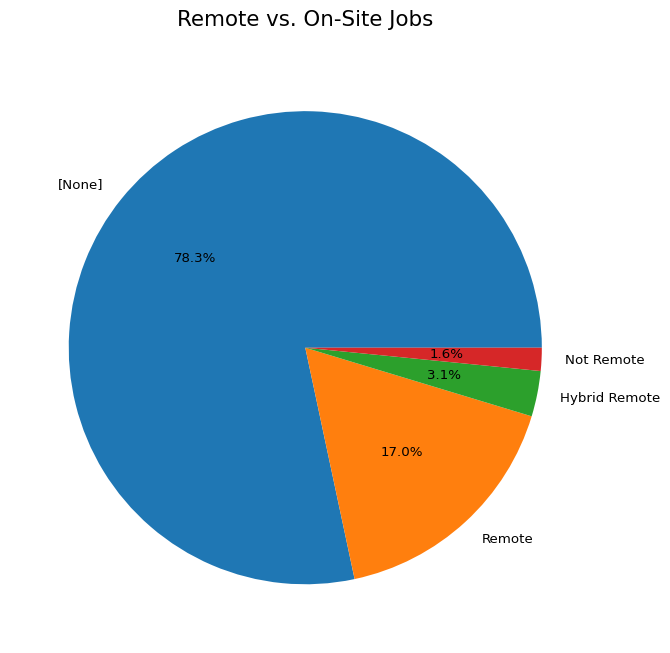 Remote vs. On-Site Jobs
[None]
78.3%
1.6%
Not Remote
3.1%
Hybrid Remote
17.0%
Remote